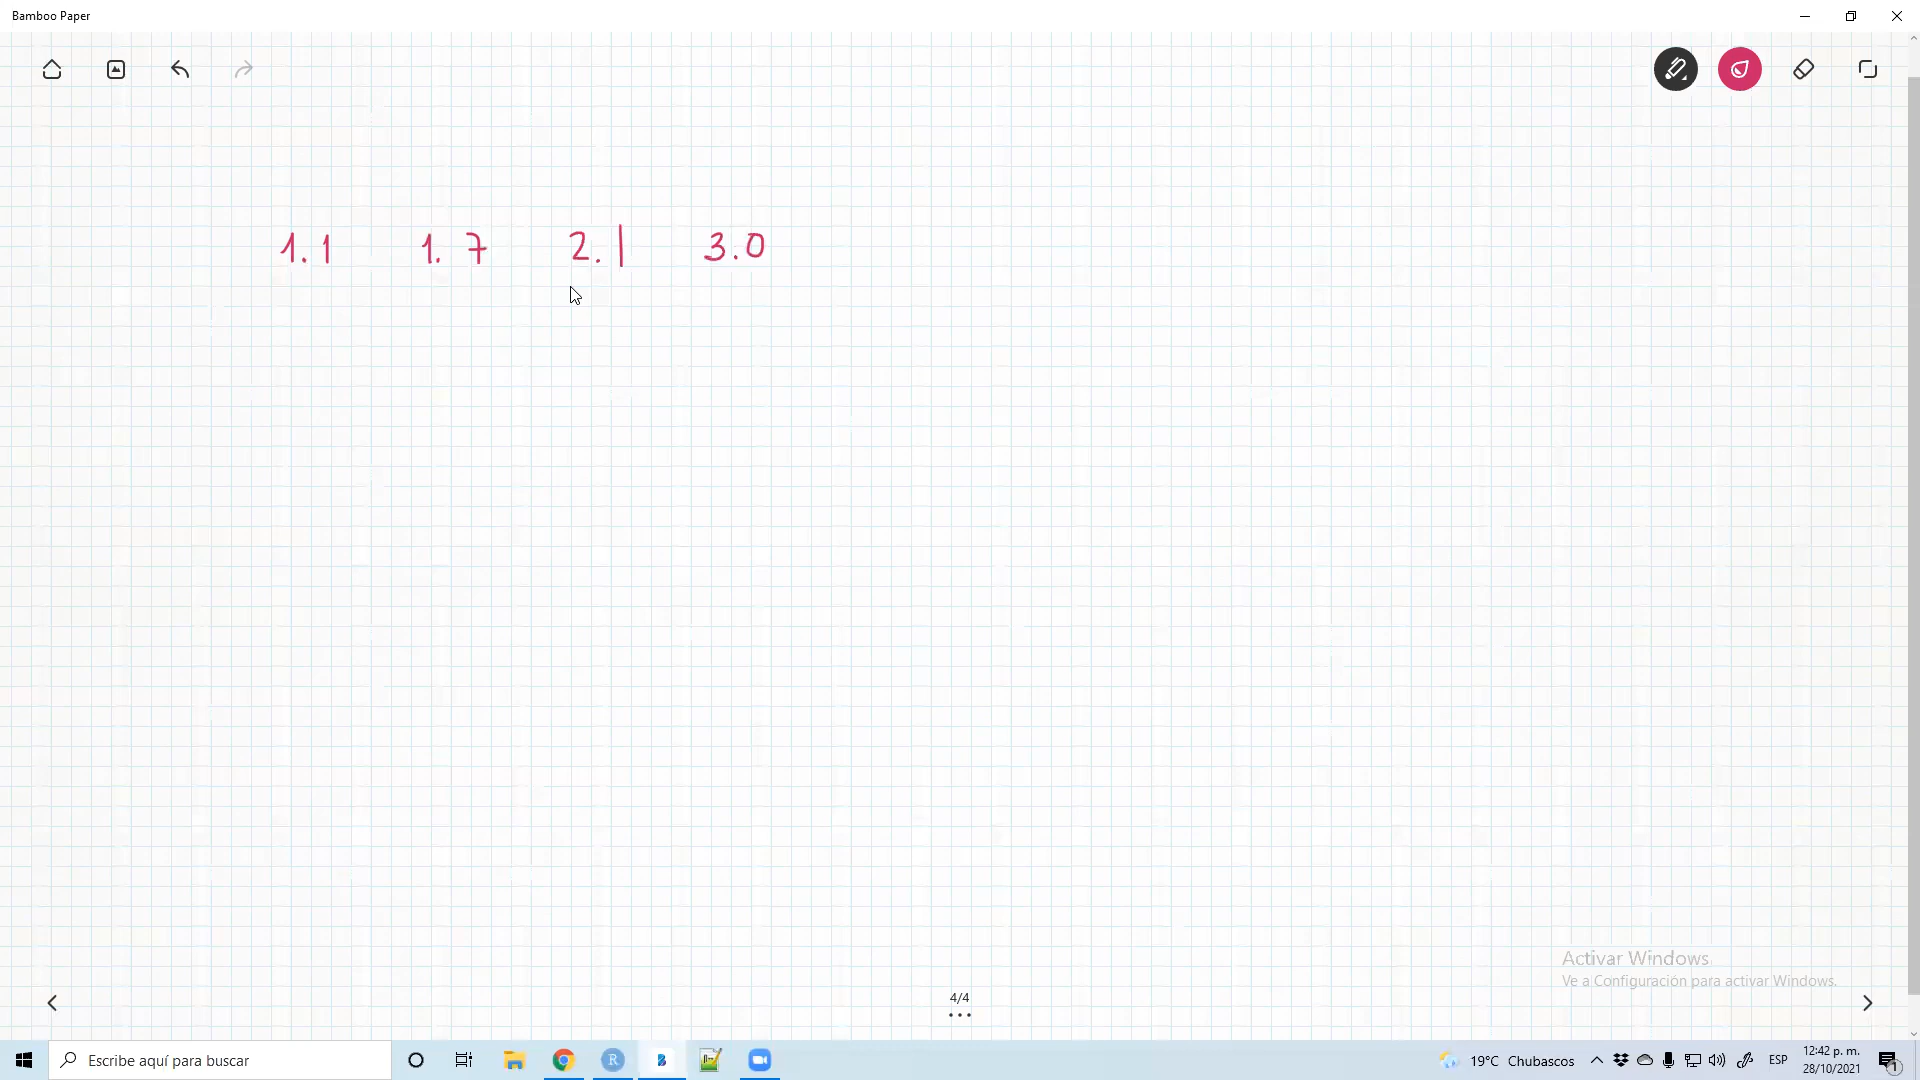 Bamboo Paper
1.1 1.7 2.1 3.0
Activar Windows
Ve a Configuración para activar Windows.
4/4
Escribe aquí para buscar
19°C Chubascos
ESP
12:42 p. m.
28/10/2021
1